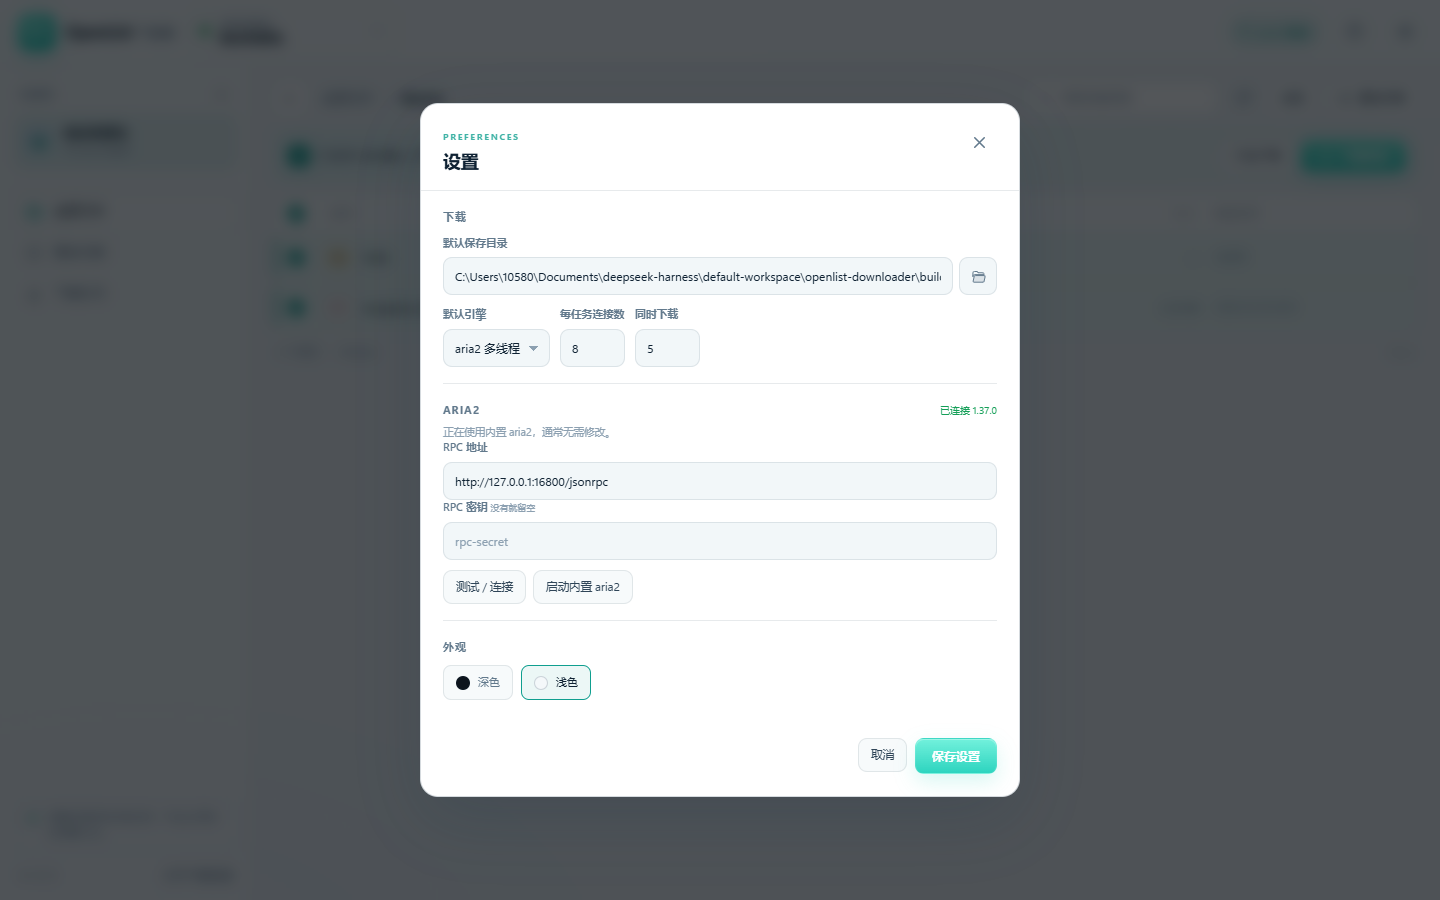 PREFERENCES
设置
下载
默认保存目录
C:\Users\10580\Documents\deepseek-harness\default-workspace\openlist-downloader\buil
默认引擎 每任务连接数 同时下载
aria2 多线程 8 5
ARIA2 已连接 1.37.0
正在使用内置 aria2，通常无需修改。
RPC 地址
http://127.0.0.1:16800/jsonrpc
RPC 密钥 没有就留空
rpc-secret
测试 / 连接 启动内置 aria2
外观
深色 浅色
取消 保存设置